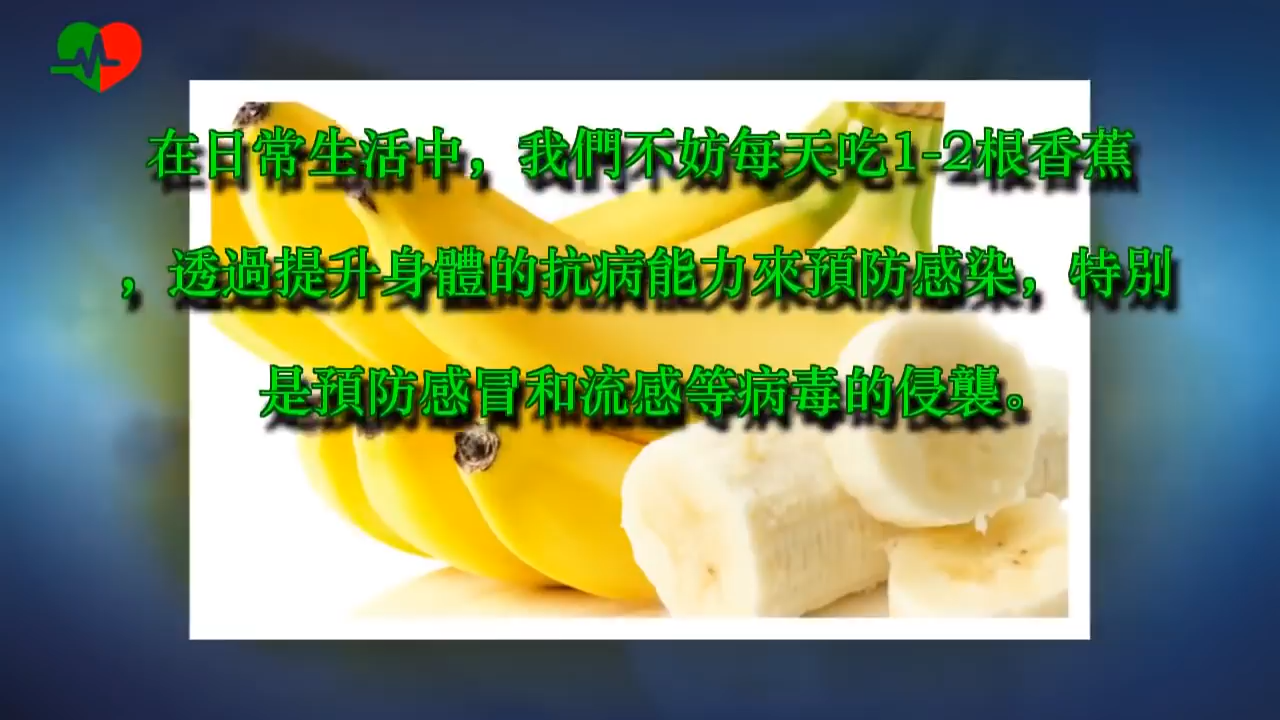 在日常生活中，我們不妨每天吃1-2根香蕉
，透過提升身體的抗病能力來預防感染，特別
是預防感冒和流感等病毒的侵襲。